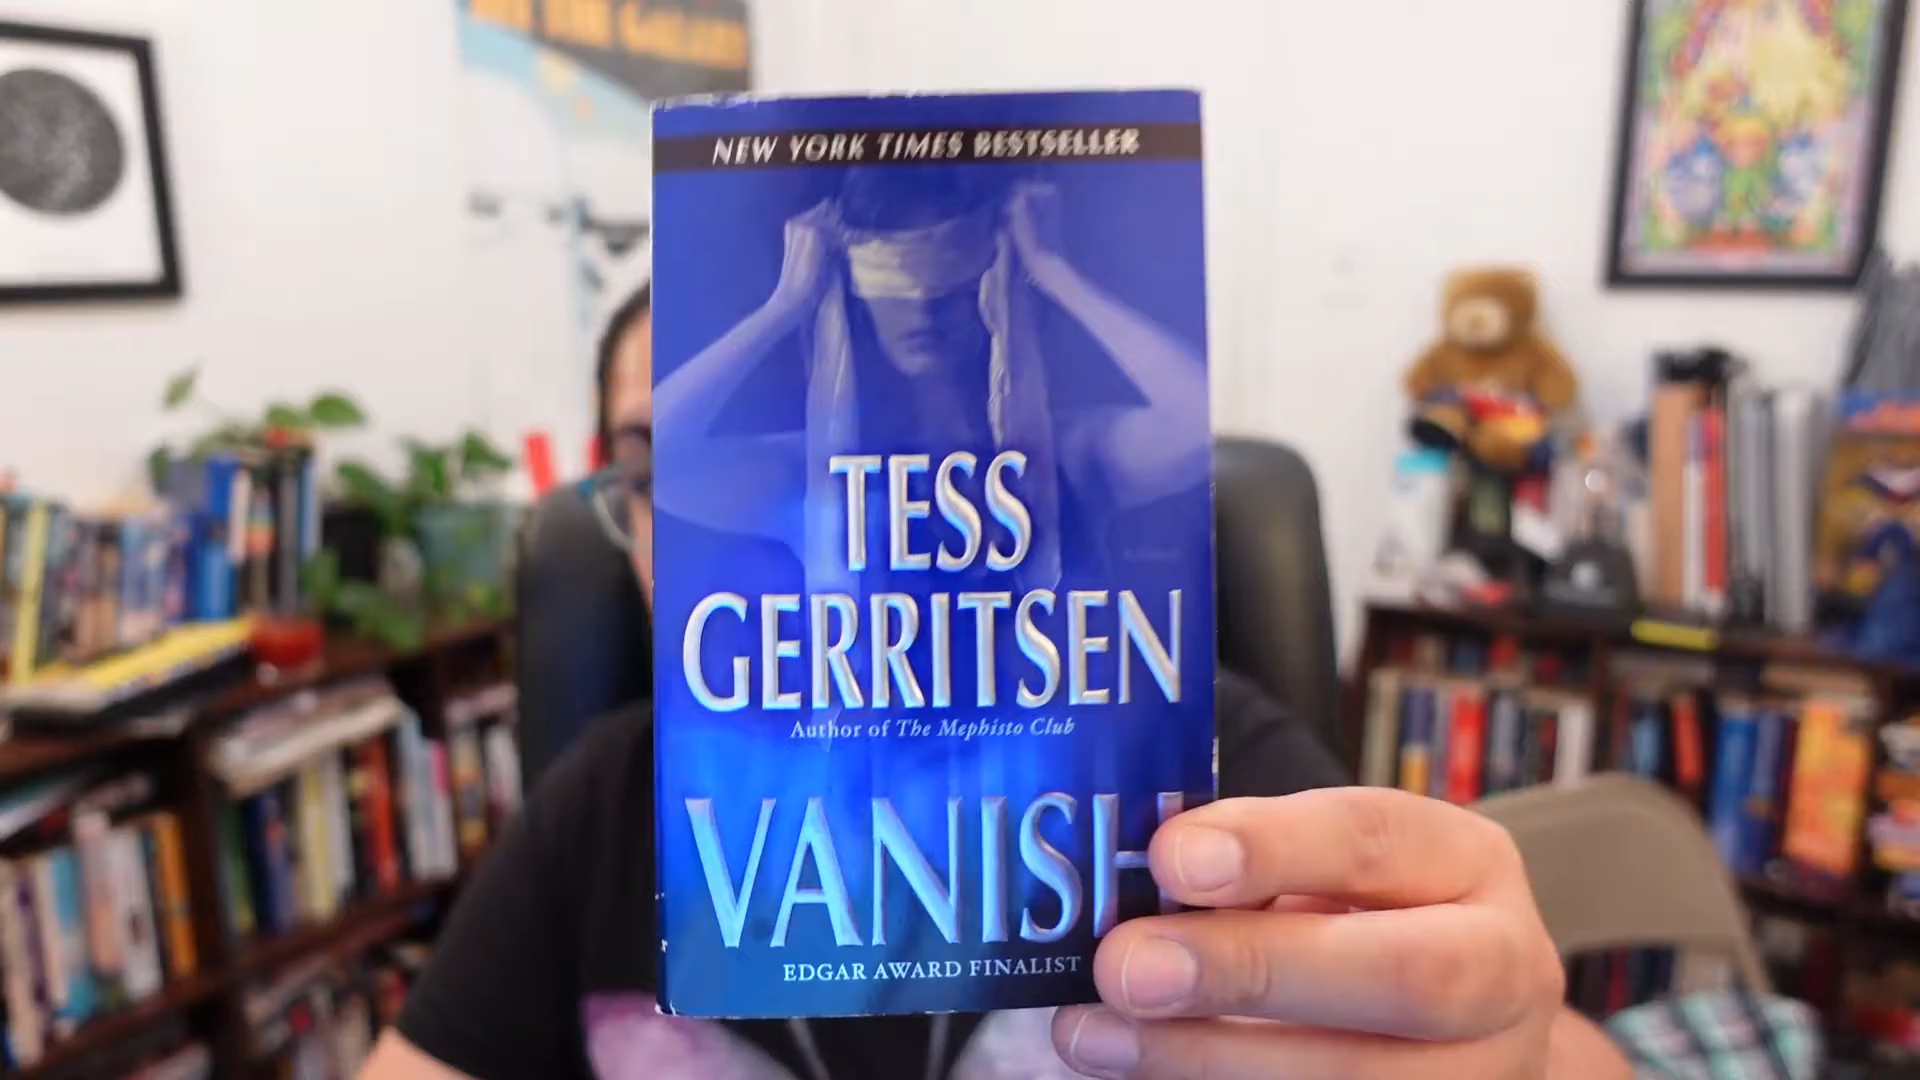 NEW YORK TIMES BESTSELLER
TESS
GERRITSEN
Author of The Mephisto Club
VANISH
EDGAR AWARD FINALIST